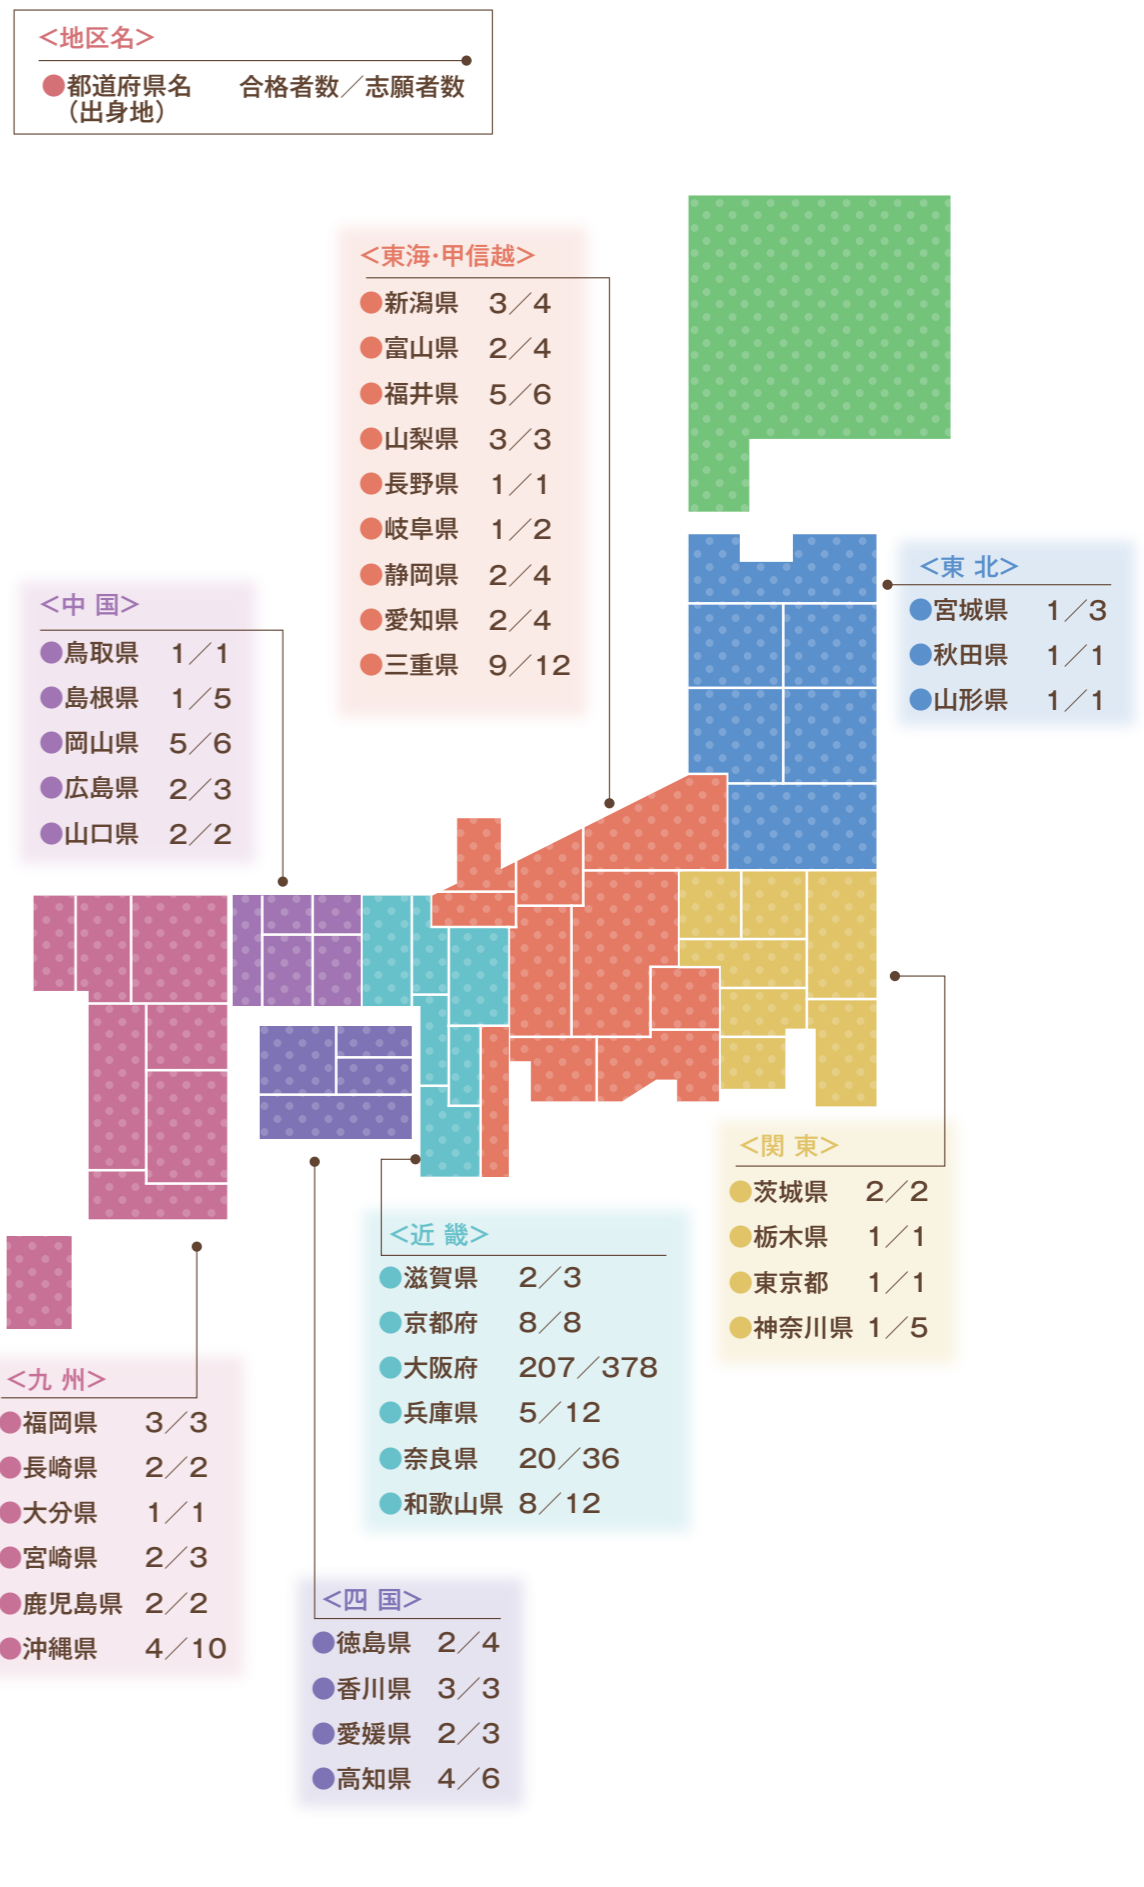 ＜地区名＞
●都道府県名　合格者数／志願者数
（出身地）
＜東海・甲信越＞
●新潟県　3／4
●富山県　2／4
●福井県　5／6
●山梨県　3／3
●長野県　1／1
●岐阜県　1／2
●静岡県　2／4
●愛知県　2／4
●三重県　9／12
＜東 北＞
●宮城県　1／3
●秋田県　1／1
●山形県　1／1
＜中 国＞
●鳥取県　1／1
●島根県　1／5
●岡山県　5／6
●広島県　2／3
●山口県　2／2
＜関 東＞
●茨城県　2／2
●栃木県　1／1
●東京都　1／1
●神奈川県 1／5
＜近 畿＞
●滋賀県　2／3
●京都府　8／8
●大阪府　207／378
●兵庫県　5／12
●奈良県　20／36
●和歌山県 8／12
＜九 州＞
●福岡県　3／3
●長崎県　2／2
●大分県　1／1
●宮崎県　2／3
●鹿児島県 2／2
●沖縄県　4／10
＜四 国＞
●徳島県　2／4
●香川県　3／3
●愛媛県　2／3
●高知県　4／6